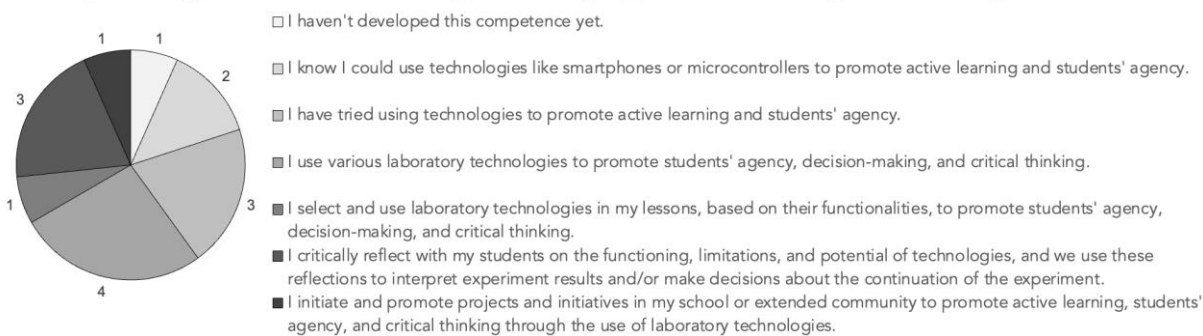 1
1
2
3
4
1
3
I haven't developed this competence yet.
I know I could use technologies like smartphones or microcontrollers to promote active learning and students' agency.
I have tried using technologies to promote active learning and students' agency.
I use various laboratory technologies to promote students' agency, decision-making, and critical thinking.
I select and use laboratory technologies in my lessons, based on their functionalities, to promote students' agency,
decision-making, and critical thinking.
I critically reflect with my students on the functioning, limitations, and potential of technologies, and we use these
reflections to interpret experiment results and/or make decisions about the continuation of the experiment.
I initiate and promote projects and initiatives in my school or extended community to promote active learning, students'
agency, and critical thinking through the use of laboratory technologies.